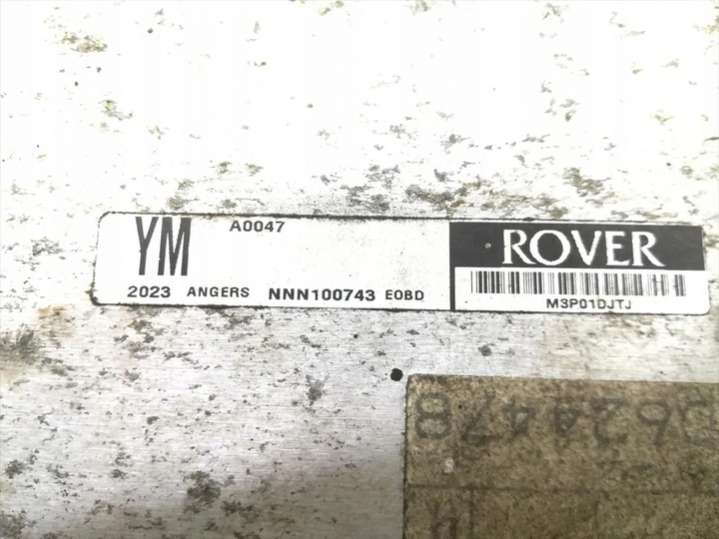 YM
A0047
2023 ANGERS NNN100743 EOBD
ROVER
M3P01DJTJ